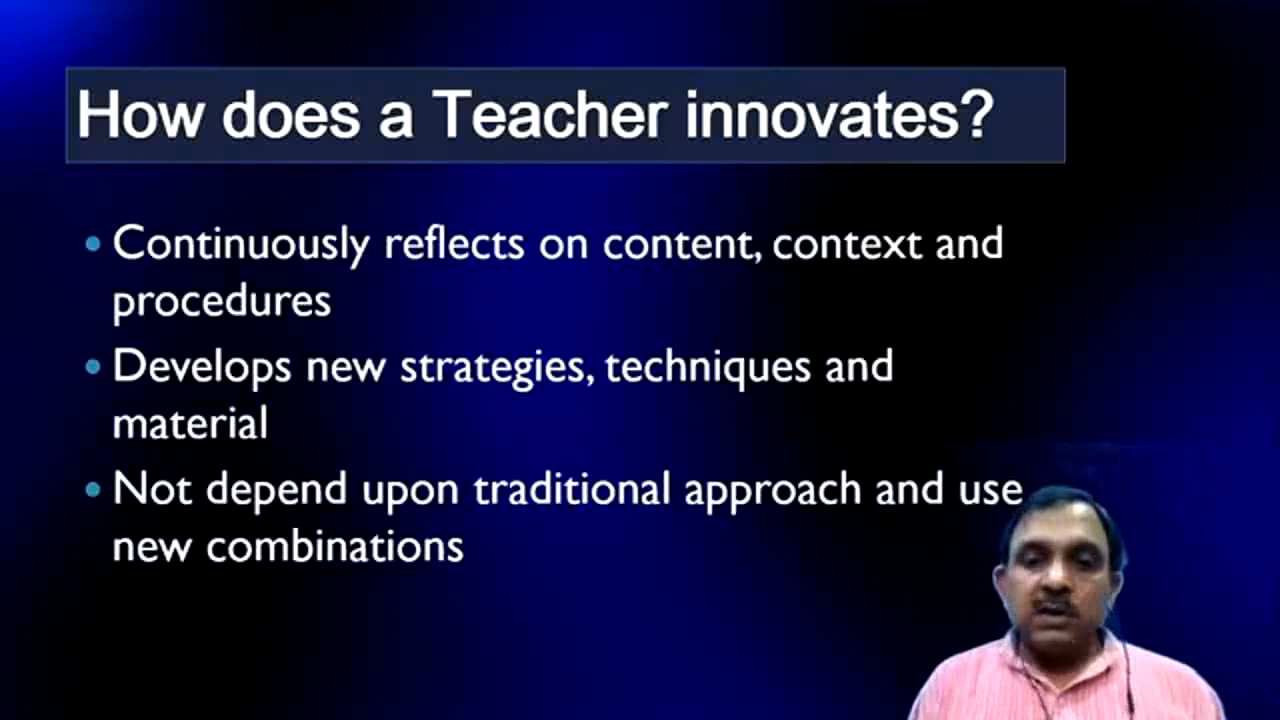 How does a Teacher innovates?
• Continuously reflects on content, context and
procedures
• Develops new strategies, techniques and
material
• Not depend upon traditional approach and use
new combinations